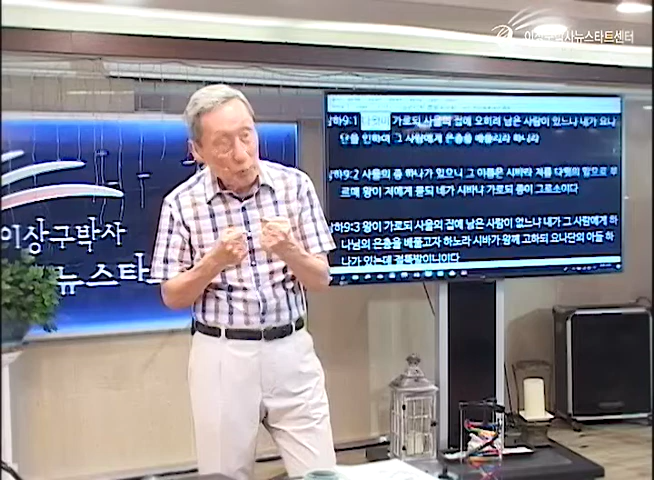 이상구박사뉴스타트센터
하9:1 다윗이 가로되 사울의 집에 오히려 남은 사람이 있느냐 내가 요나
단을 인하여 그 사람에게 은총을 베풀리라 하니라
하9:2 사울의 종 하나가 있으니 그 이름은 시바라 저를 다윗의 앞으로 부
르매 왕이 저에게 묻되 네가 시바냐 가로되 종이 그로소이다
하9:3 왕이 가로되 사울의 집에 남은 사람이 없느냐 내가 그 사람에게 하
나님의 은총을 베풀고자 하노라 시바가 왕께 고하되 요나단의 아들 하
나가 있는데 절뚝발이니이다
이상구박사
뉴스타트